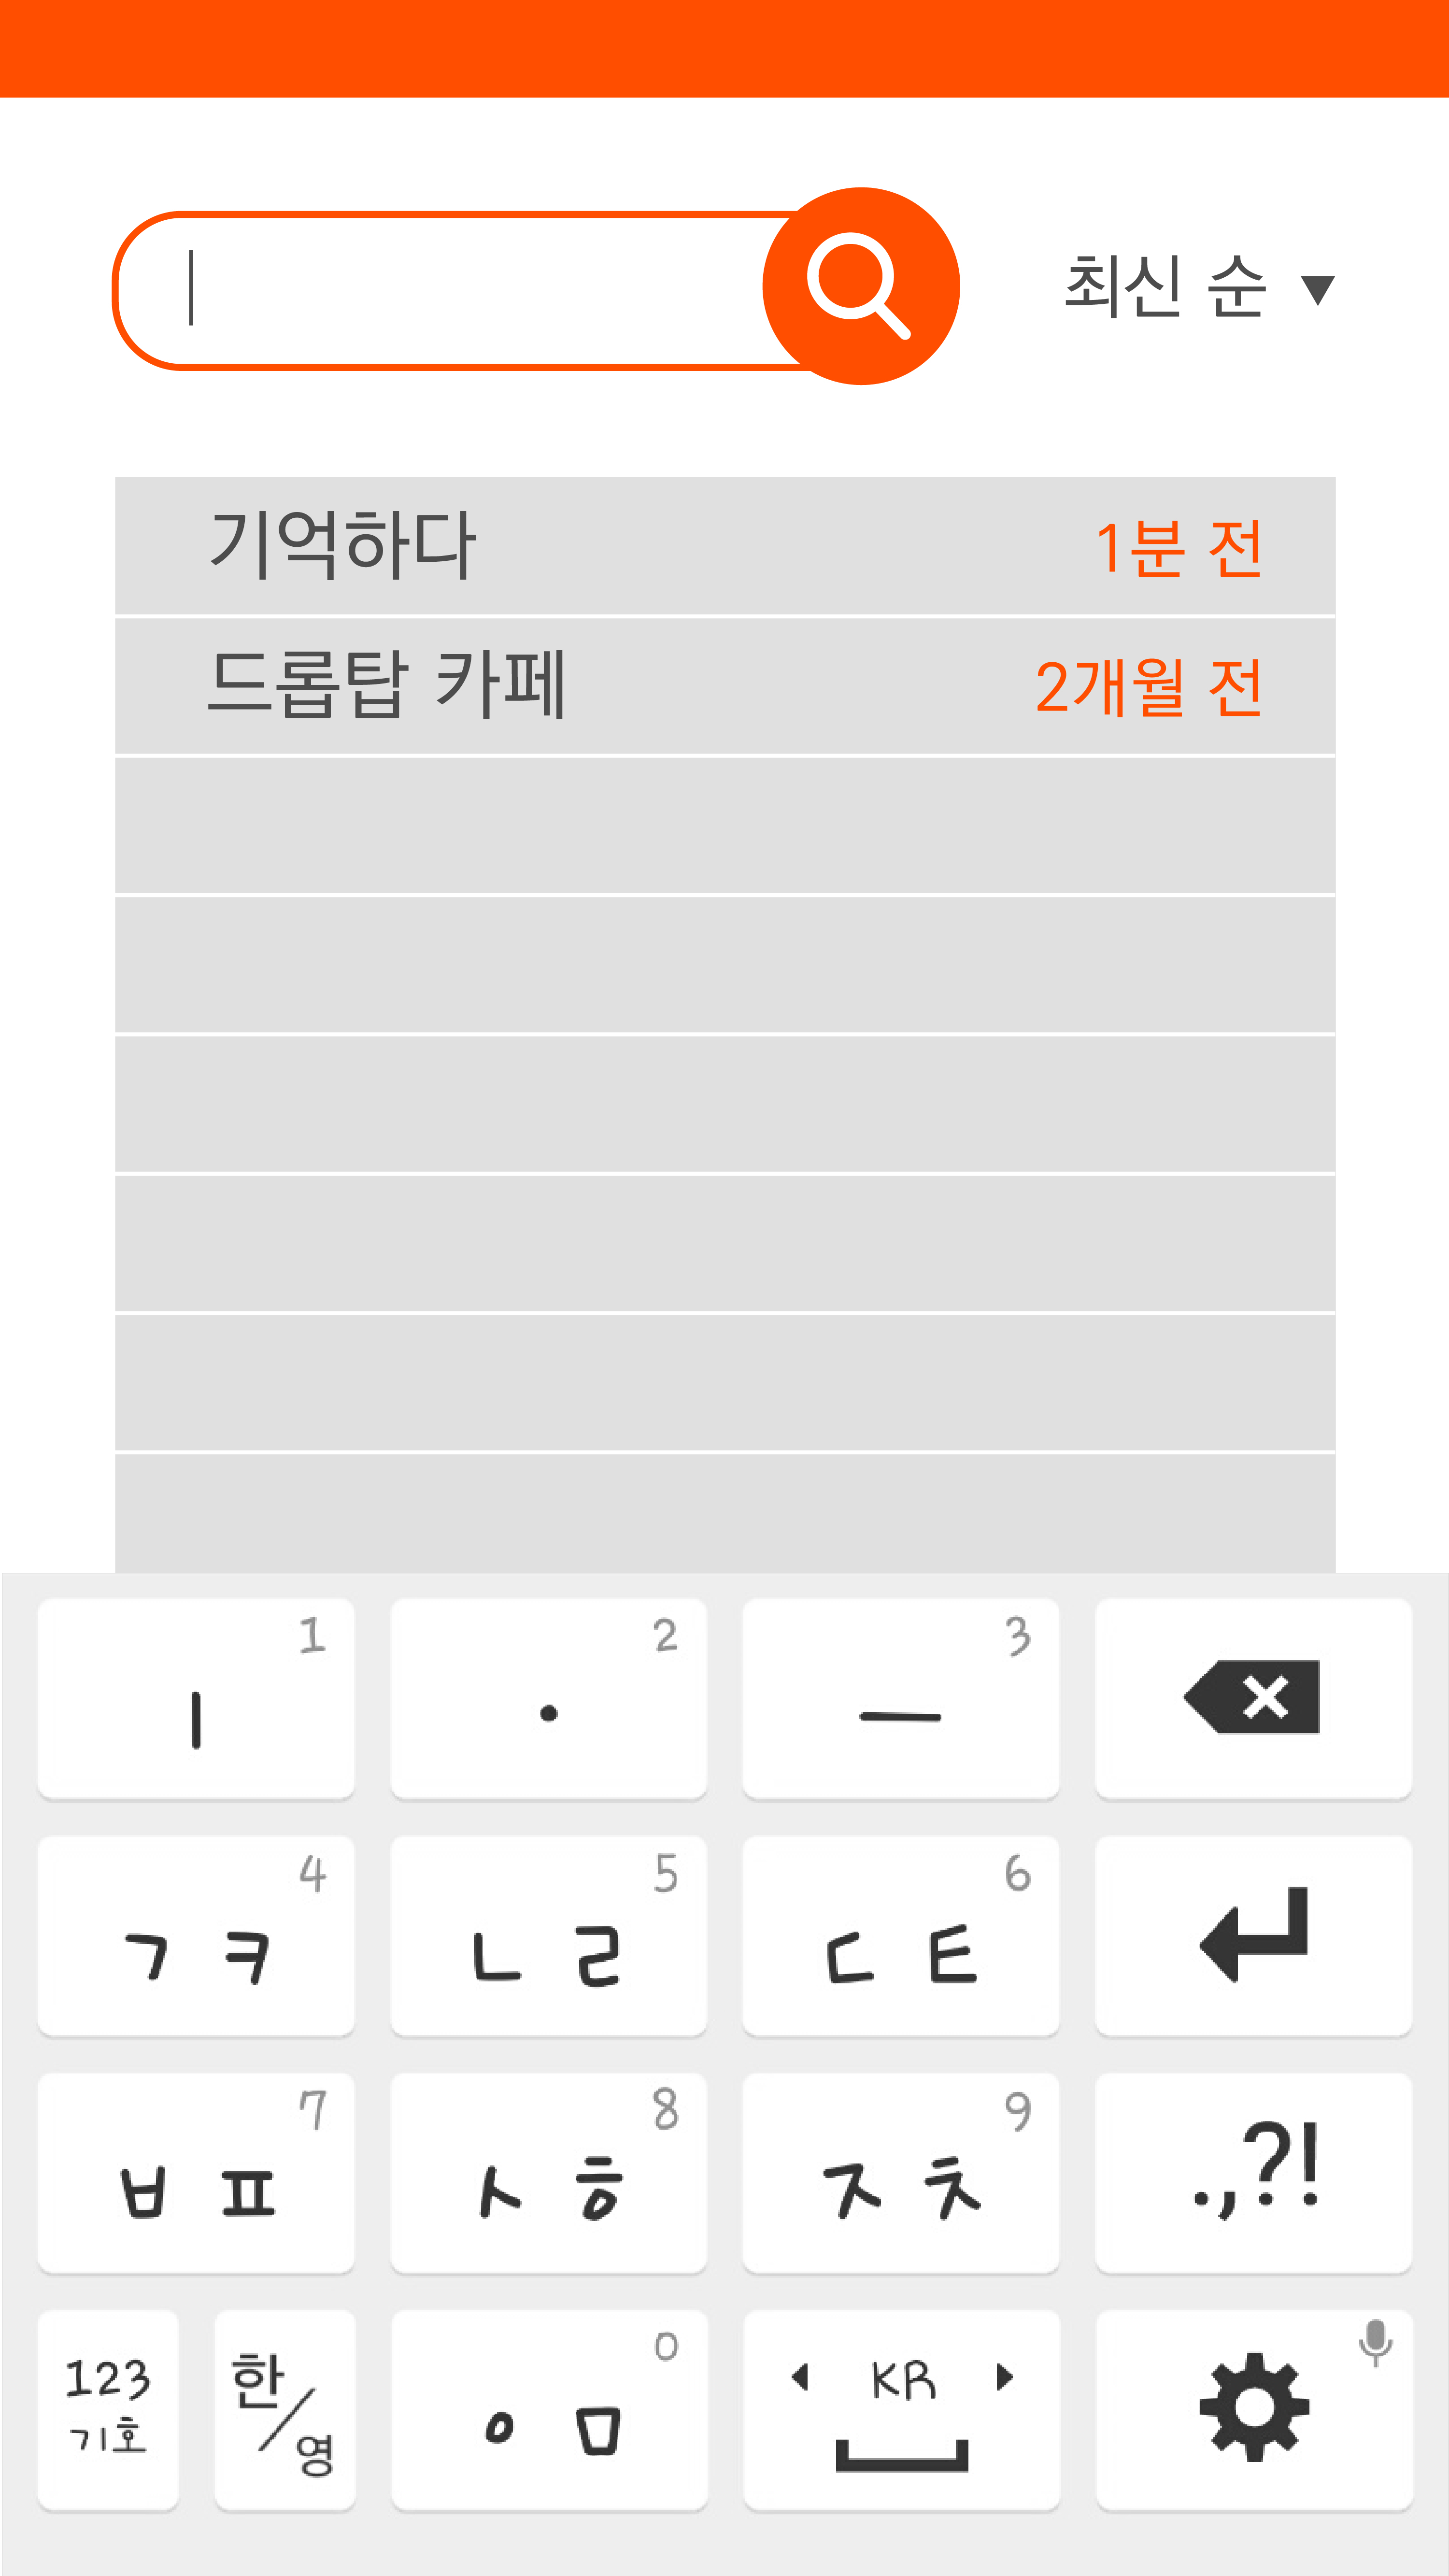 최신 순 ▼
기억하다 1분 전
드롭탑 카페 2개월 전
1 2 3
ㅣ · ㅡ
4 5 6
ㄱ ㅋ ㄴ ㄹ ㄷ ㅌ
7 8 9
ㅂ ㅍ ㅅ ㅎ ㅈ ㅊ .,?!
0
123 기호 한/영 ㅇ ㅁ KR